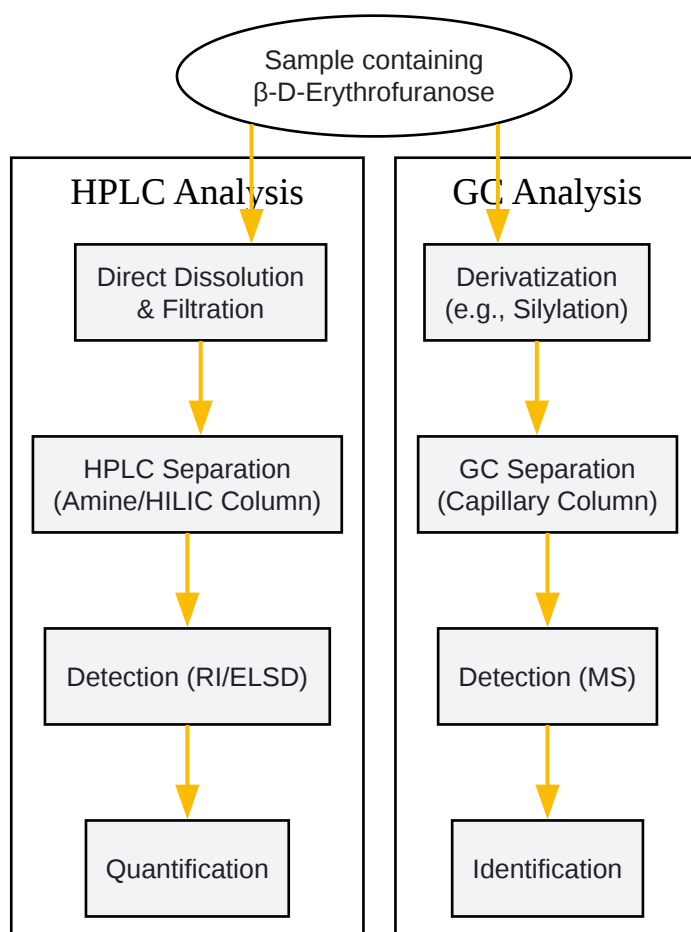 Sample containing
β-D-Erythrofuranose
HPLC Analysis
Direct Dissolution
& Filtration
HPLC Separation
(Amine/HILIC Column)
Detection (RI/ELSD)
Quantification
GC Analysis
Derivatization
(e.g., Silylation)
GC Separation
(Capillary Column)
Detection (MS)
Identification